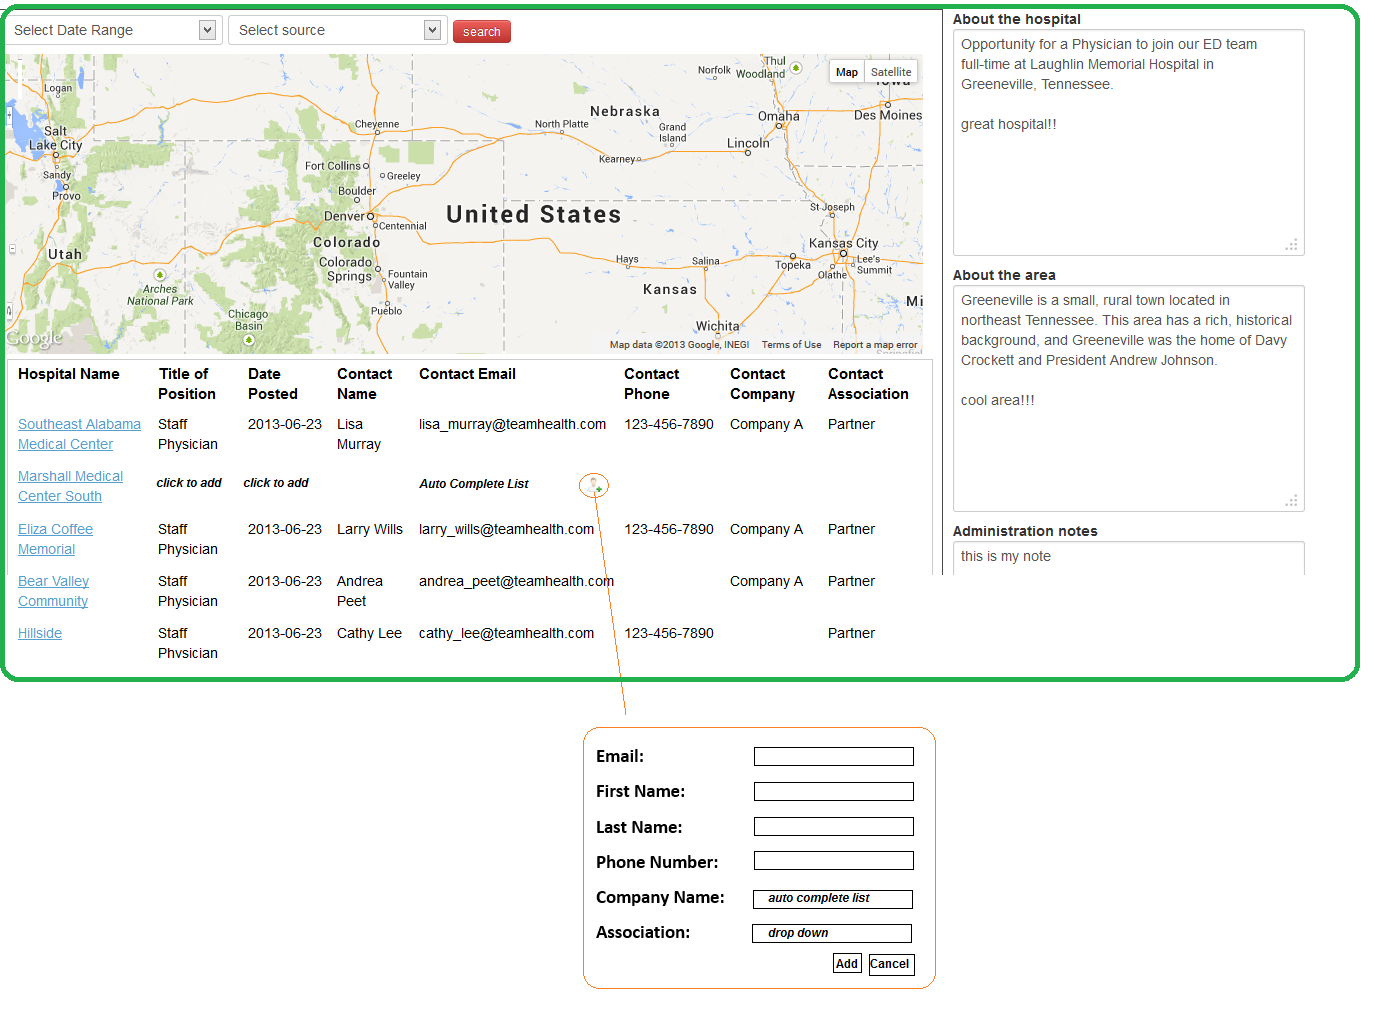 Select Date Range
Select source
search
About the hospital
Opportunity for a Physician to join our ED team
full-time at Laughlin Memorial Hospital in
Greeneville, Tennessee.
great hospital!!
Map
Satellite
Thul
Norfolk
Woodland
Iowa
Logan
Nebraska
Omaha
Des Moines
Salt
Lake City
Cheyenne
North Platte
Grand
Island
Lincoln
Kearney
Sandy
Provo
Fort Collins
Greeley
Boulder
Denver
Centennial
United States
St Joseph
Colorado
Kansas City
Utah
Colorado
Springs
Fountain
Valley
Hays
Salina
Topeka
Lee's
Summit
Olathe
Arches
National Park
Kansas
Mi
Pueblo
Chicago
Basin
Wichita
Google
Map data ©2013 Google, INEGI
Terms of Use
Report a map error
About the area
Greeneville is a small, rural town located in
northeast Tennessee. This area has a rich, historical
background, and Greeneville was the home of Davy
Crockett and President Andrew Johnson.
cool area!!!
Administration notes
this is my note
Hospital Name Title of Position Date Posted Contact Name Contact Email Contact Phone Contact Company Contact Association
Southeast Alabama Medical Center Staff Physician 2013-06-23 Lisa Murray lisa_murray@teamhealth.com 123-456-7890 Company A Partner
Marshall Medical Center South click to add click to add Auto Complete List
Eliza Coffee Memorial Staff Physician 2013-06-23 Larry Wills larry_wills@teamhealth.com 123-456-7890 Company A Partner
Bear Valley Community Staff Physician 2013-06-23 Andrea Peet andrea_peet@teamhealth.com Company A Partner
Hillside Staff Physician 2013-06-23 Cathy Lee cathy_lee@teamhealth.com 123-456-7890 Partner
Email:
First Name:
Last Name:
Phone Number:
Company Name: auto complete list
Association: drop down
Add Cancel